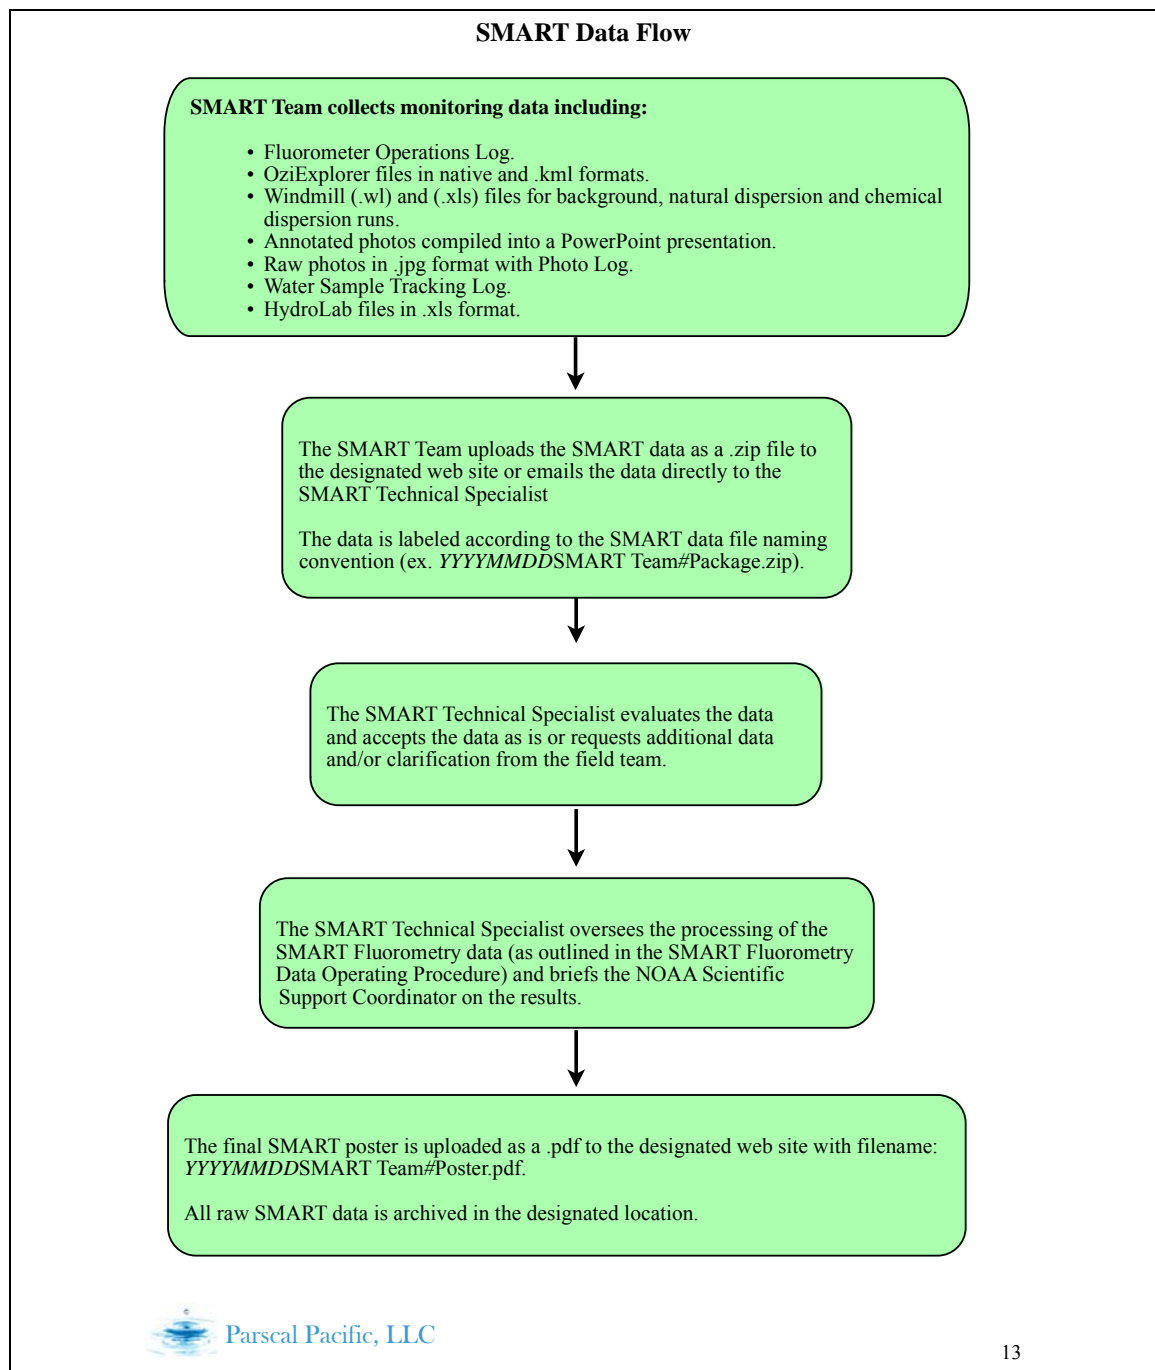 SMART Data Flow
SMART Team collects monitoring data including:
• Fluorometer Operations Log.
• OziExplorer files in native and .kml formats.
• Windmill (.wl) and (.xls) files for background, natural dispersion and chemical
dispersion runs.
• Annotated photos compiled into a PowerPoint presentation.
• Raw photos in .jpg format with Photo Log.
• Water Sample Tracking Log.
• HydroLab files in .xls format.
The SMART Team uploads the SMART data as a .zip file to
the designated web site or emails the data directly to the
SMART Technical Specialist
The data is labeled according to the SMART data file naming
convention (ex. YYYYMMDDSMART Team#Package.zip).
The SMART Technical Specialist evaluates the data
and accepts the data as is or requests additional data
and/or clarification from the field team.
The SMART Technical Specialist oversees the processing of the
SMART Fluorometry data (as outlined in the SMART Fluorometry
Data Operating Procedure) and briefs the NOAA Scientific
Support Coordinator on the results.
The final SMART poster is uploaded as a .pdf to the designated web site with filename:
YYYYMMDDSMART Team#Poster.pdf.
All raw SMART data is archived in the designated location.
Parscal Pacific, LLC
13